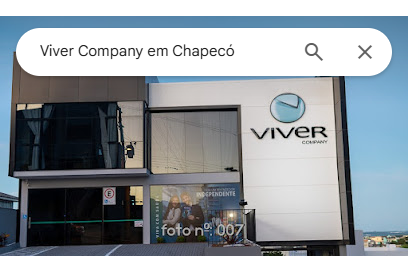 Viver Company em Chapecó
VIVER
COMPANY
INDEPENDENTE
E
foto nº. 007